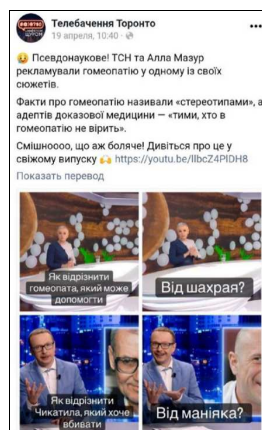 Телебачення Торонто
19 апреля, 10:40
Псевдонаукове! ТСН та Алла Мазур
рекламували гомеопатію у одному із своїх
сюжетів.
Факти про гомеопатію називали «стереотипами», а
адептів доказової медицини — «тими, хто в
гомеопатію не вірить».
Смішноооо, що аж боляче! Дивіться про це у
свіжому випуску https://youtu.be/IlbcZ4PIDH8
Показать перевод
Як відрізнити
гомеопата, який може
допомогти
Від шахрая?
Як відрізнити
Чикатила, який хоче
вбивати
Від маніяка?